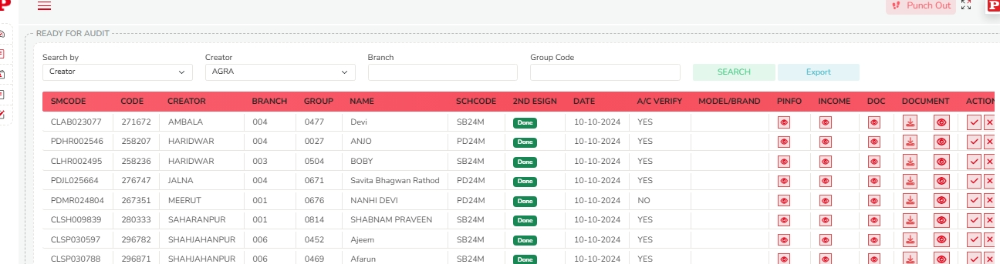 P
Punch Out
P
READY FOR AUDIT
Search by Creator Branch Group Code
Creator AGRA SEARCH Export
SMCODE CODE CREATOR BRANCH GROUP NAME SCHCODE 2ND ESIGN DATE A/C VERIFY MODEL/BRAND PINFO INCOME DOC DOCUMENT ACTION
CLAB023077 271672 AMBALA 004 0477 Devi SB24M Done 10-10-2024 YES
PDHR002546 258207 HARIDWAR 004 0027 ANJO PD24M Done 10-10-2024 YES
CLHR002495 258236 HARIDWAR 003 0504 BOBY SB24M Done 10-10-2024 YES
PDJL025664 276747 JALNA 004 0671 Savita Bhagwan Rathod PD24M Done 10-10-2024 YES
PDMR024804 267351 MEERUT 001 0676 NANHI DEVI PD24M Done 10-10-2024 NO
CLSH009839 280333 SAHARANPUR 001 0814 SHABNAM PRAVEEN SB24M Done 10-10-2024 YES
CLSP030597 296782 SHAHJAHANPUR 006 0452 Ajeem SB24M Done 10-10-2024 YES
CLSP030788 296871 SHAHJAHANPUR 006 0469 Afarun SB24M Done 10-10-2024 YES